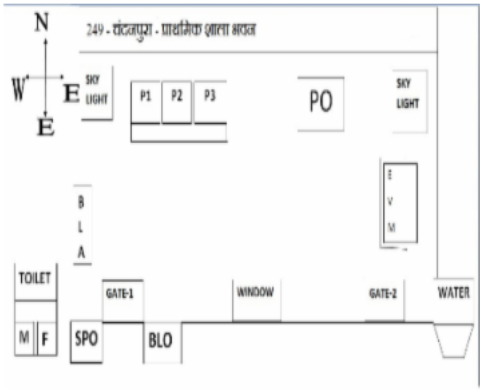 N
249 - चंदनपुरा - प्राथमिक शाला भवन
W E
E
SKY
LIGHT
P1 P2 P3
PO
SKY
LIGHT
E
V
M
B
L
A
TOILET
GATE-1
WINDOW
GATE-2
WATER
M F
SPO
BLO